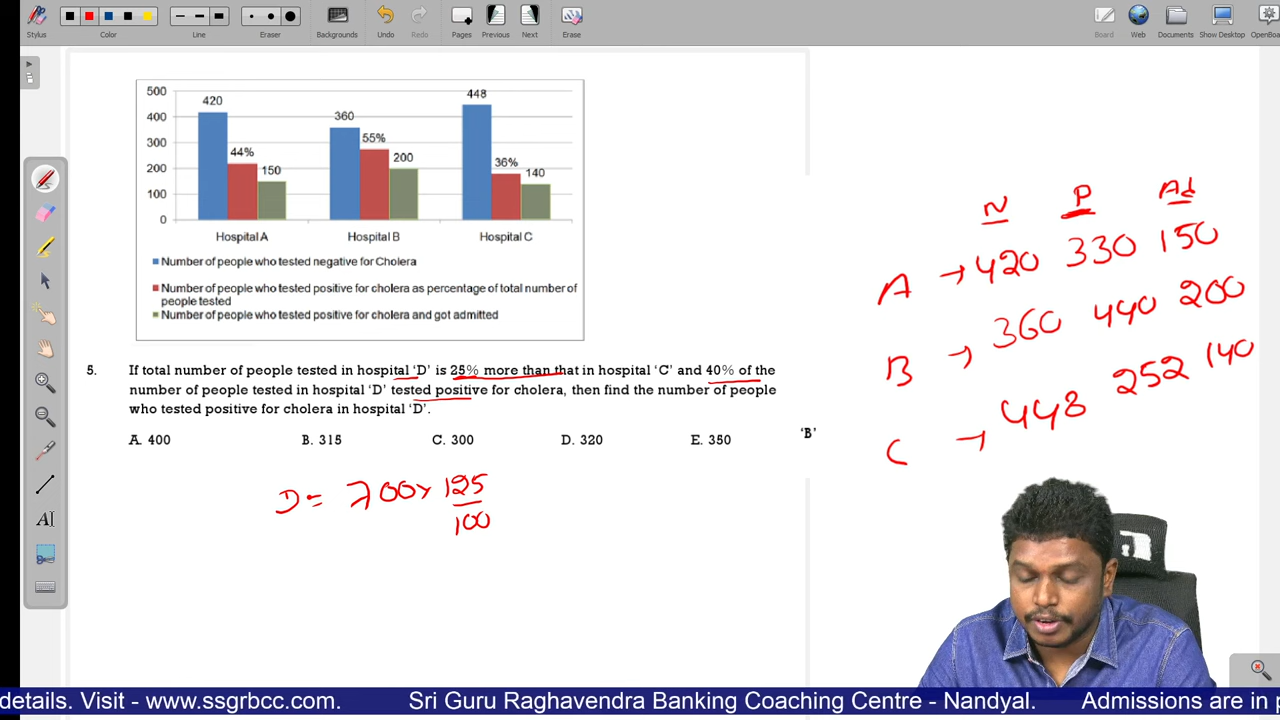 Stylus
Color
Line
Eraser
Backgrounds
Undo
Redo
Pages
Previous
Next
Erase
Board
Web
Documents
Show Desktop
OpenBoa
500
400
300
200
100
0
420
44%
150
360
55%
200
448
36%
140
Hospital A
Hospital B
Hospital C
Number of people who tested negative for Cholera
Number of people who tested positive for cholera as percentage of total number of
people tested
Number of people who tested positive for cholera and got admitted
N P Ad
A → 420 330 150
B → 360 440 200
C → 448 252 140
5. If total number of people tested in hospital ‘D’ is 25% more than that in hospital ‘C’ and 40% of the
number of people tested in hospital ‘D’ tested positive for cholera, then find the number of people
who tested positive for cholera in hospital ‘D’.
A. 400 B. 315 C. 300 D. 320 E. 350
‘B’
D = 700 × 125
100
AI
details. Visit - www.ssgrbcc.com. Sri Guru Raghavendra Banking Coaching Centre - Nandyal. Admissions are in p